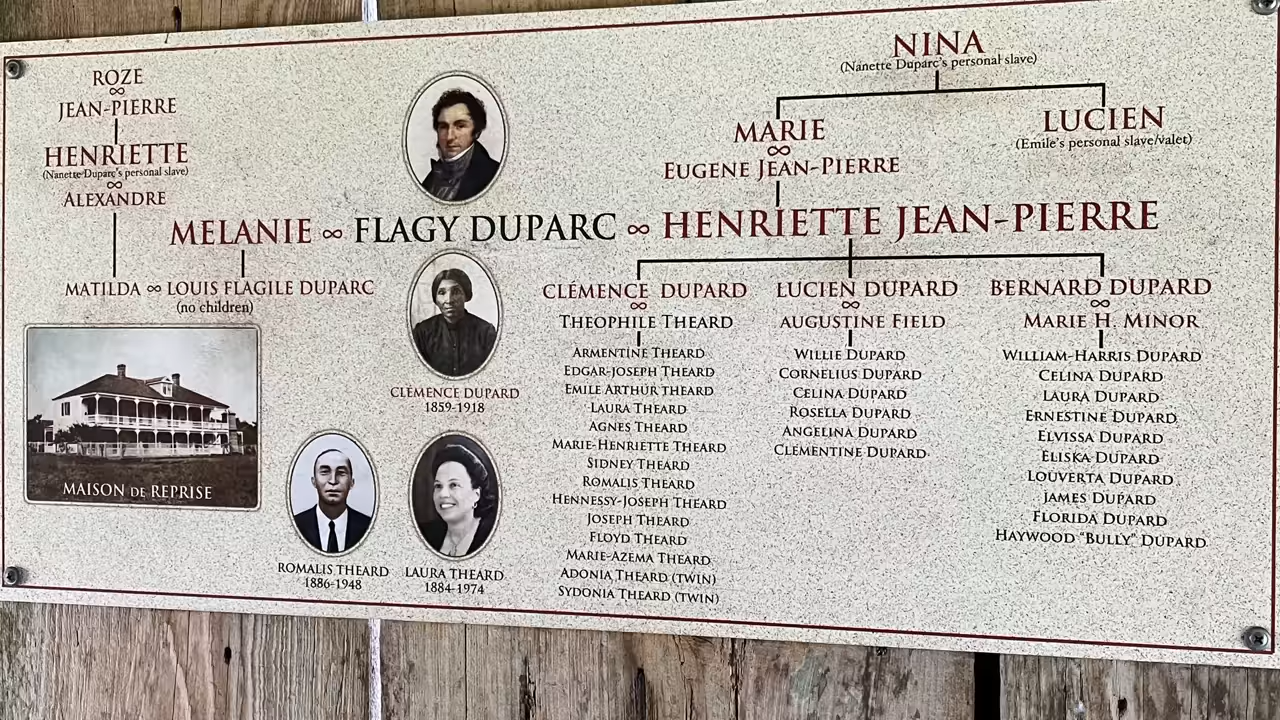 ROZE
∞
JEAN-PIERRE
HENRIETTE
(Nanette Duparc's personal slave)
∞
ALEXANDRE
NINA
(Nanette Duparc's personal slave)
MARIE
∞
EUGENE JEAN-PIERRE
LUCIEN
(Emile's personal slave/valet)
MELANIE ∞ FLAGY DUPARC ∞ HENRIETTE JEAN-PIERRE
MATILDA ∞ LOUIS FLAGILE DUPARC
(no children)
MAISON DE REPRISE
CLÉMENCE DUPARD
1859-1918
ROMALIS THEARD
1886-1948
LAURA THEARD
1884-1974
CLÉMENCE DUPARD
∞
THEOPHILE THEARD
ARMENTINE THEARD
EDGAR-JOSEPH THEARD
EMILE ARTHUR THEARD
LAURA THEARD
AGNES THEARD
MARIE-HENRIETTE THEARD
SIDNEY THEARD
ROMALIS THEARD
HENNESSY-JOSEPH THEARD
JOSEPH THEARD
FLOYD THEARD
MARIE-AZEMA THEARD
ADONIA THEARD (TWIN)
SYDONIA THEARD (TWIN)
LUCIEN DUPARD
∞
AUGUSTINE FIELD
WILLIE DUPARD
CORNELIUS DUPARD
CELINA DUPARD
ROSELLA DUPARD
ANGELINA DUPARD
CLÉMENTINE DUPARD
BERNARD DUPARD
∞
MARIE H. MINOR
WILLIAM-HARRIS DUPARD
CELINA DUPARD
LAURA DUPARD
ERNESTINE DUPARD
ELVISSA DUPARD
ELISKA DUPARD
LOUVERTA DUPARD
JAMES DUPARD
FLORIDA DUPARD
HAYWOOD "BULLY" DUPARD